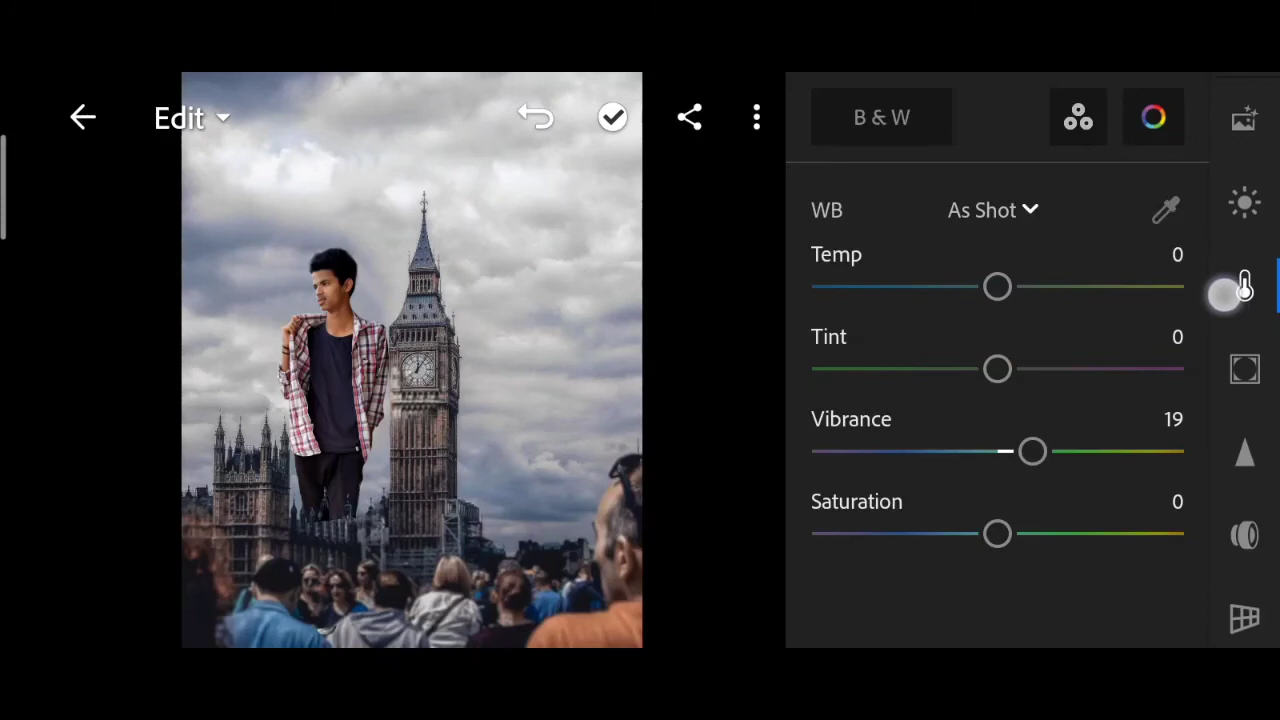 Edit
B & W
WB As Shot
Temp 0
Tint 0
Vibrance 19
Saturation 0